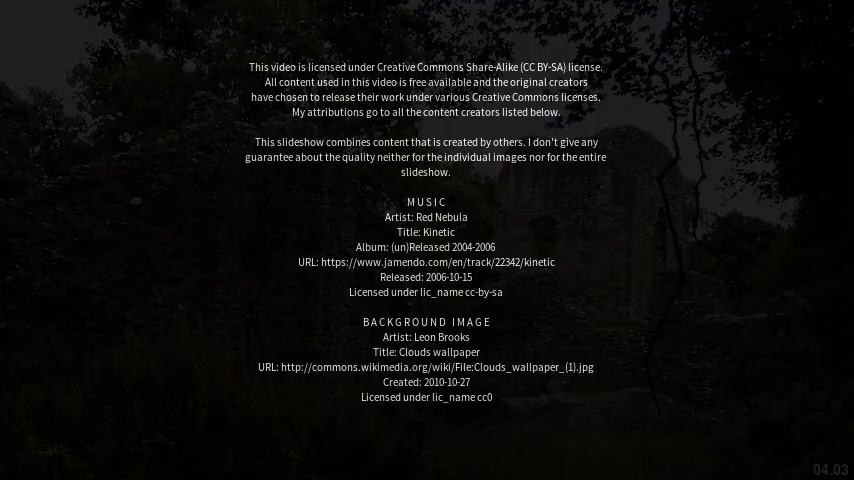 This video is licensed under Creative Commons Share-Alike (CC BY-SA) license.
All content used in this video is free available and the original creators
have chosen to release their work under various Creative Commons licenses.
My attributions go to all the content creators listed below.
This slideshow combines content that is created by others. I don't give any
guarantee about the quality neither for the individual images nor for the entire
slideshow.
MUSIC
Artist: Red Nebula
Title: Kinetic
Album: (un)Released 2004-2006
URL: https://www.jamendo.com/en/track/22342/kinetic
Released: 2006-10-15
Licensed under lic_name cc-by-sa
BACKGROUND IMAGE
Artist: Leon Brooks
Title: Clouds wallpaper
URL: http://commons.wikimedia.org/wiki/File:Clouds_wallpaper_(1).jpg
Created: 2010-10-27
Licensed under lic_name cc0
04.03